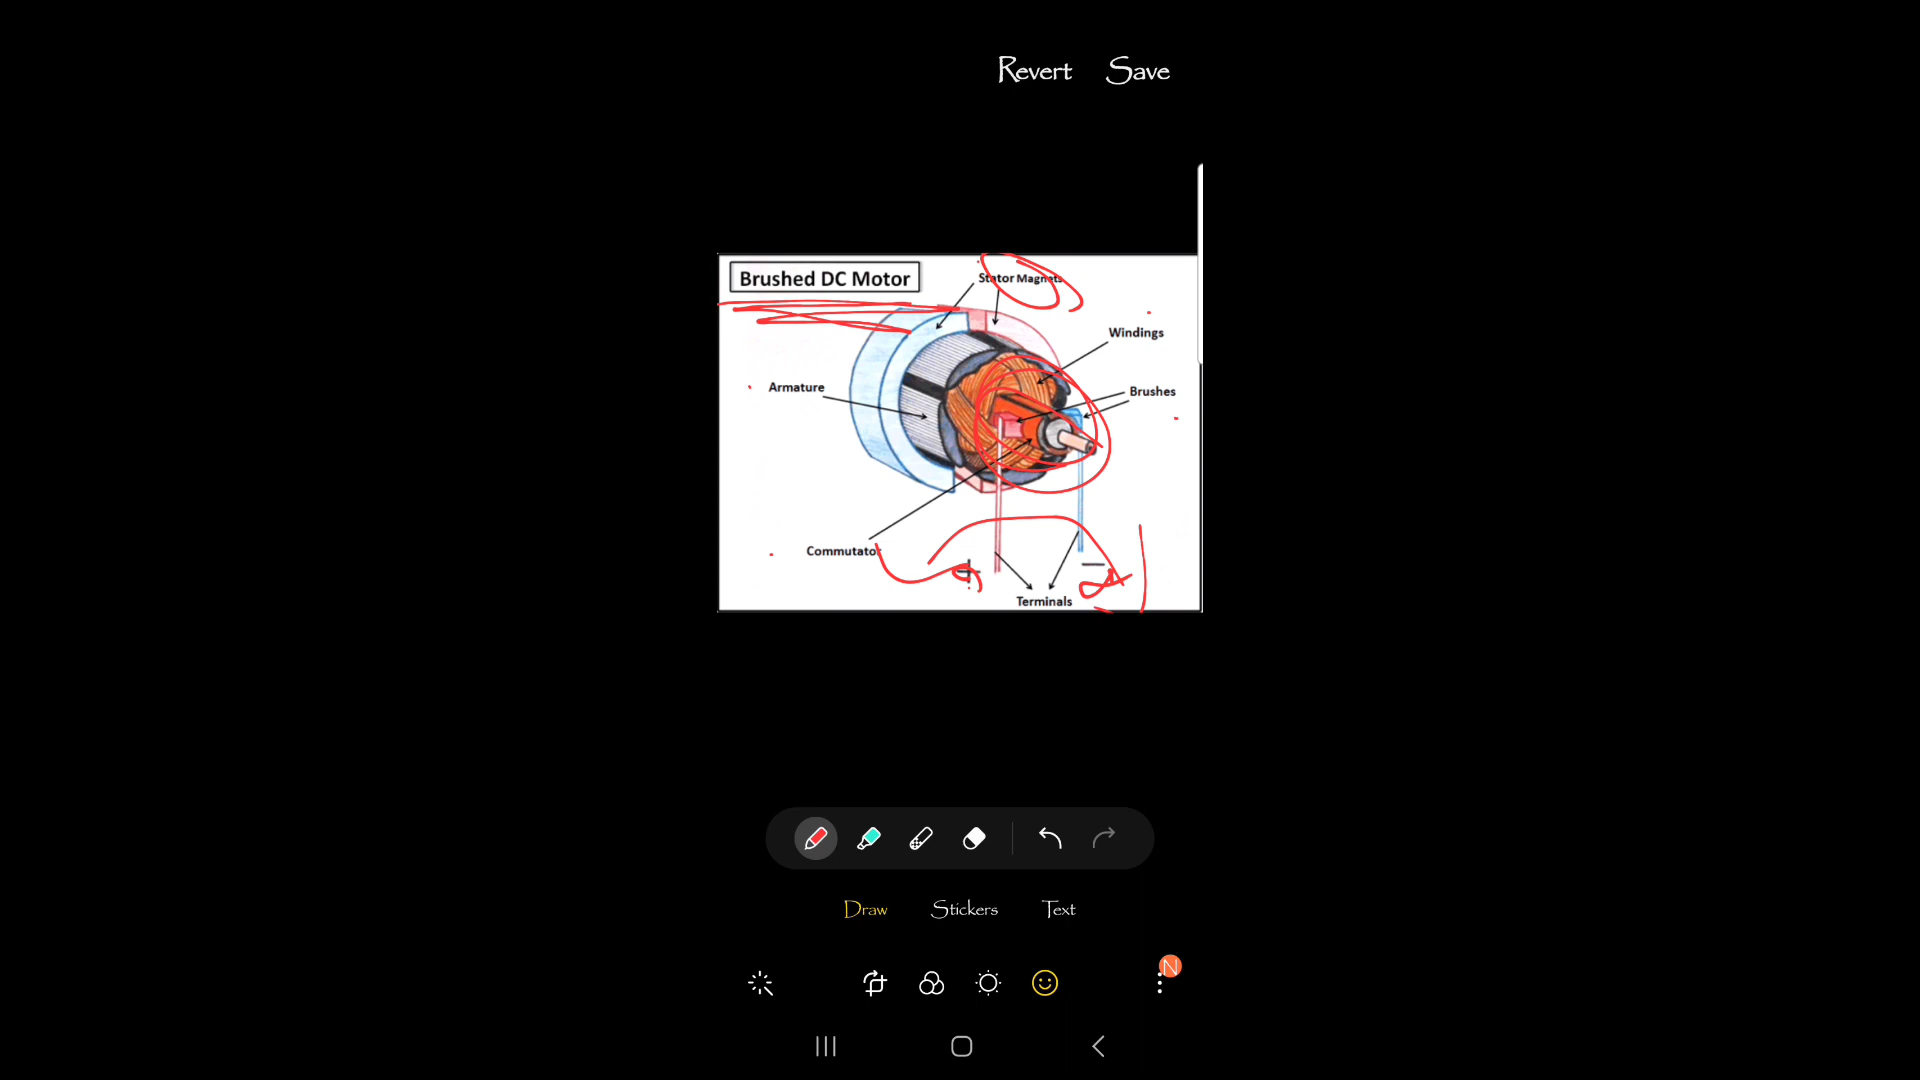 Revert Save
Brushed DC Motor
Stator Magnets
Windings
Armature
Brushes
Commutator
+
−
Terminals
Draw Stickers Text
N